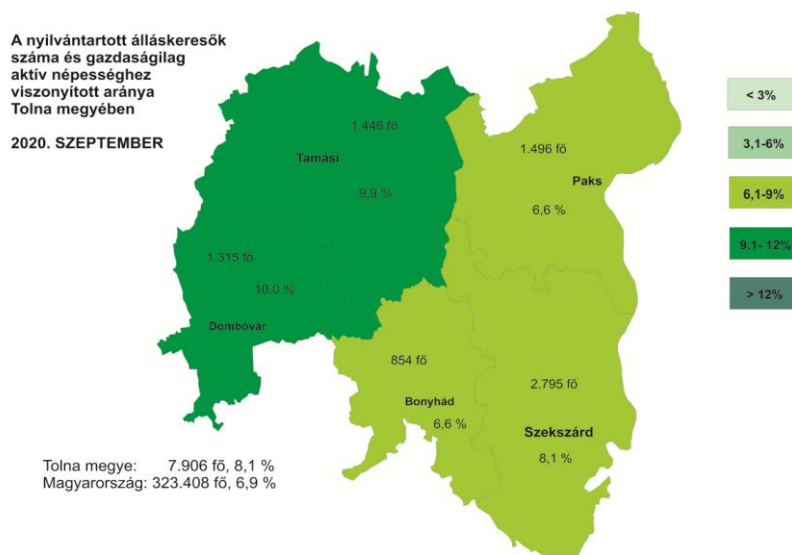 A nyilvántartott álláskeresők
száma és gazdaságilag
aktív népességhez
viszonyított aránya
Tolna megyében
2020. SZEPTEMBER
1.446 fő
Tamási
9,9 %
1.496 fő
Paks
6,6 %
1.315 fő
10,0 %
Dombóvár
854 fő
Bonyhád
6,6 %
2.795 fő
Szekszárd
8,1 %
< 3%
3,1-6%
6,1-9%
9,1- 12%
> 12%
Tolna megye: 7.906 fő, 8,1 %
Magyarország: 323.408 fő, 6,9 %